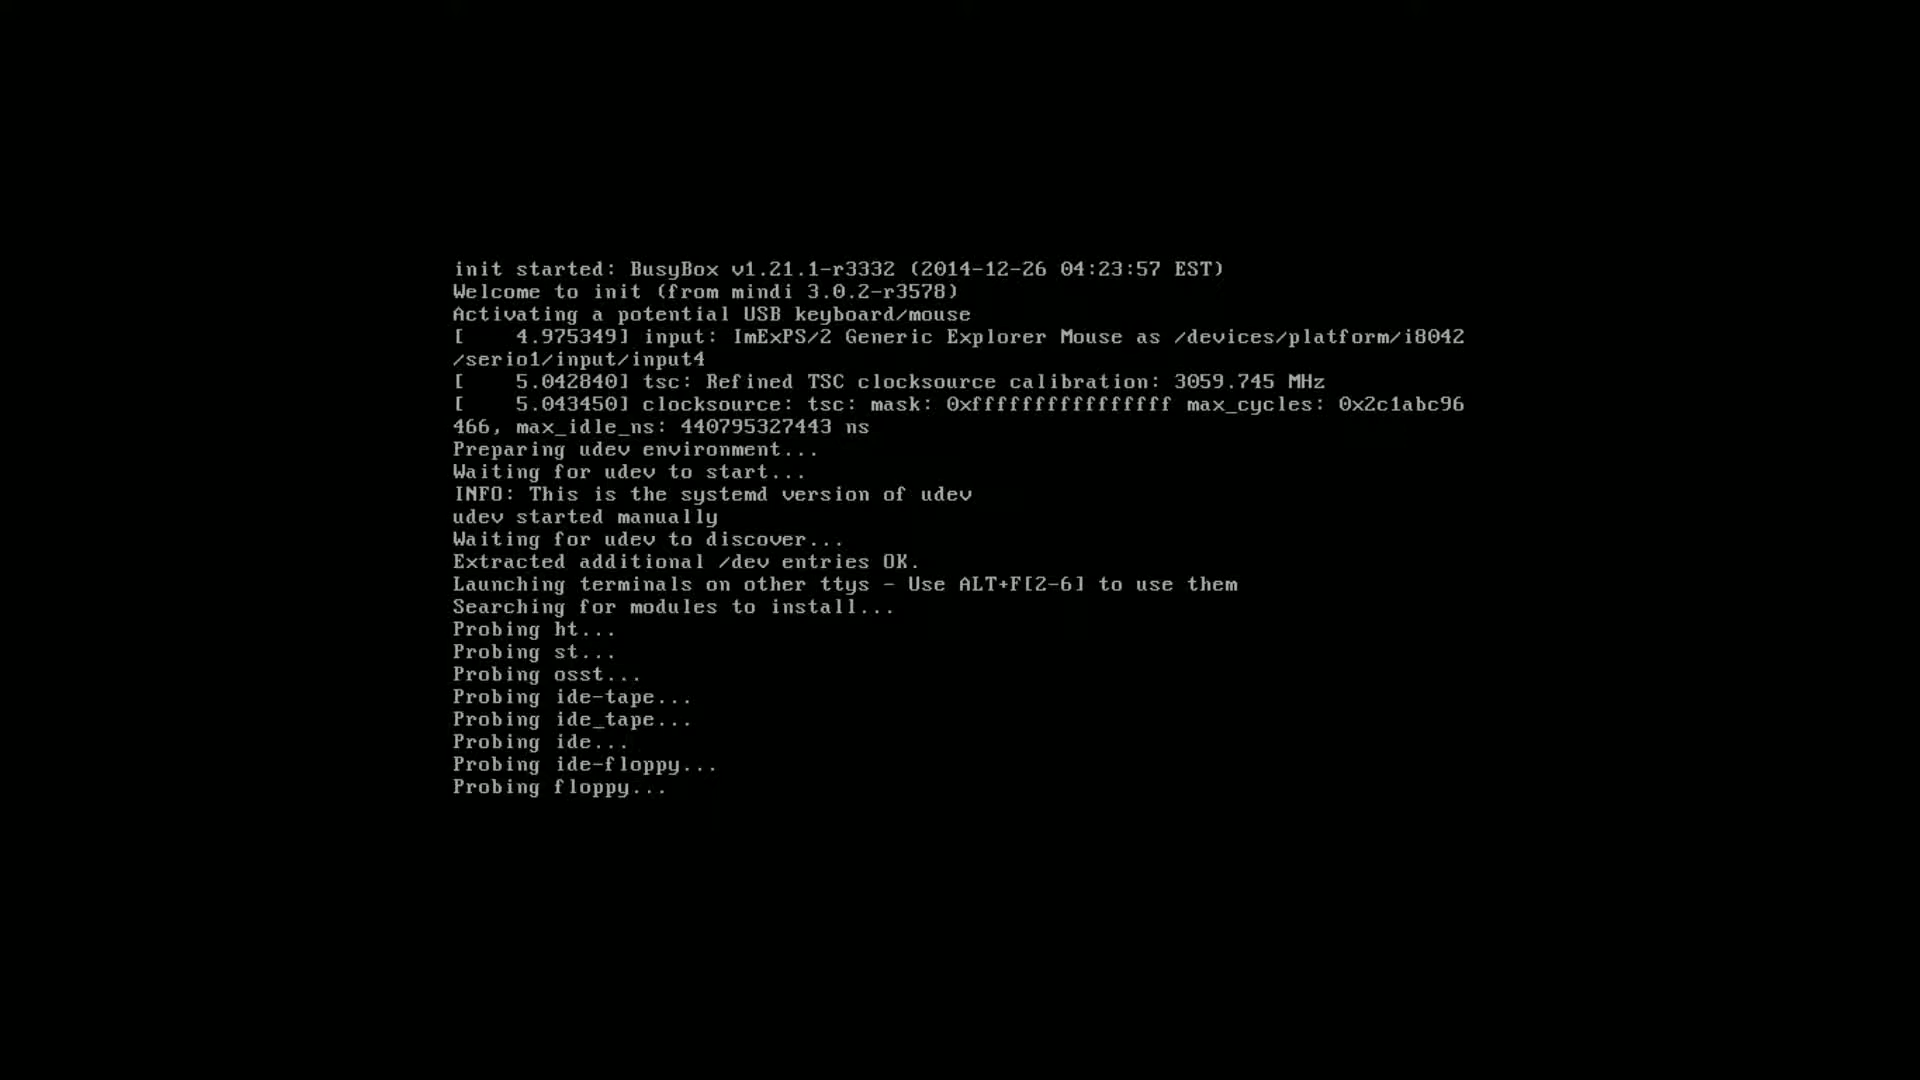 init started: BusyBox v1.21.1-r3332 (2014-12-26 04:23:57 EST)
Welcome to init (from mindi 3.0.2-r3578)
Activating a potential USB keyboard/mouse
[    4.975349] input: ImExPS/2 Generic Explorer Mouse as /devices/platform/i8042
/serio1/input/input4
[    5.042840] tsc: Refined TSC clocksource calibration: 3059.745 MHz
[    5.043450] clocksource: tsc: mask: 0xffffffffffffffff max_cycles: 0x2c1abc96
466, max_idle_ns: 440795327443 ns
Preparing udev environment...
Waiting for udev to start...
INFO: This is the systemd version of udev
udev started manually
Waiting for udev to discover...
Extracted additional /dev entries OK.
Launching terminals on other ttys - Use ALT+F[2-6] to use them
Searching for modules to install...
Probing ht...
Probing st...
Probing osst...
Probing ide-tape...
Probing ide_tape...
Probing ide...
Probing ide-floppy...
Probing floppy...